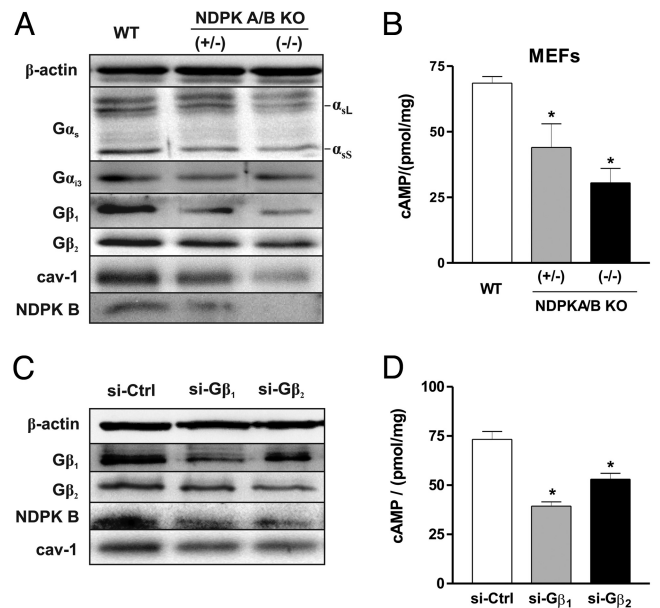 A
NDPK A/B KO
WT
(+/-)
(-/-)
β-actin
Gαs
αsL
αsS
Gαi3
Gβ1
Gβ2
cav-1
NDPK B
B
MEFs
cAMP/(pmol/mg)
75
50
25
0
*
*
WT
(+/-)
(-/-)
NDPKA/B KO
C
si-Ctrl
si-Gβ1
si-Gβ2
β-actin
Gβ1
Gβ2
NDPK B
cav-1
D
cAMP / (pmol/mg)
100
75
50
25
0
*
*
si-Ctrl
si-Gβ1
si-Gβ2